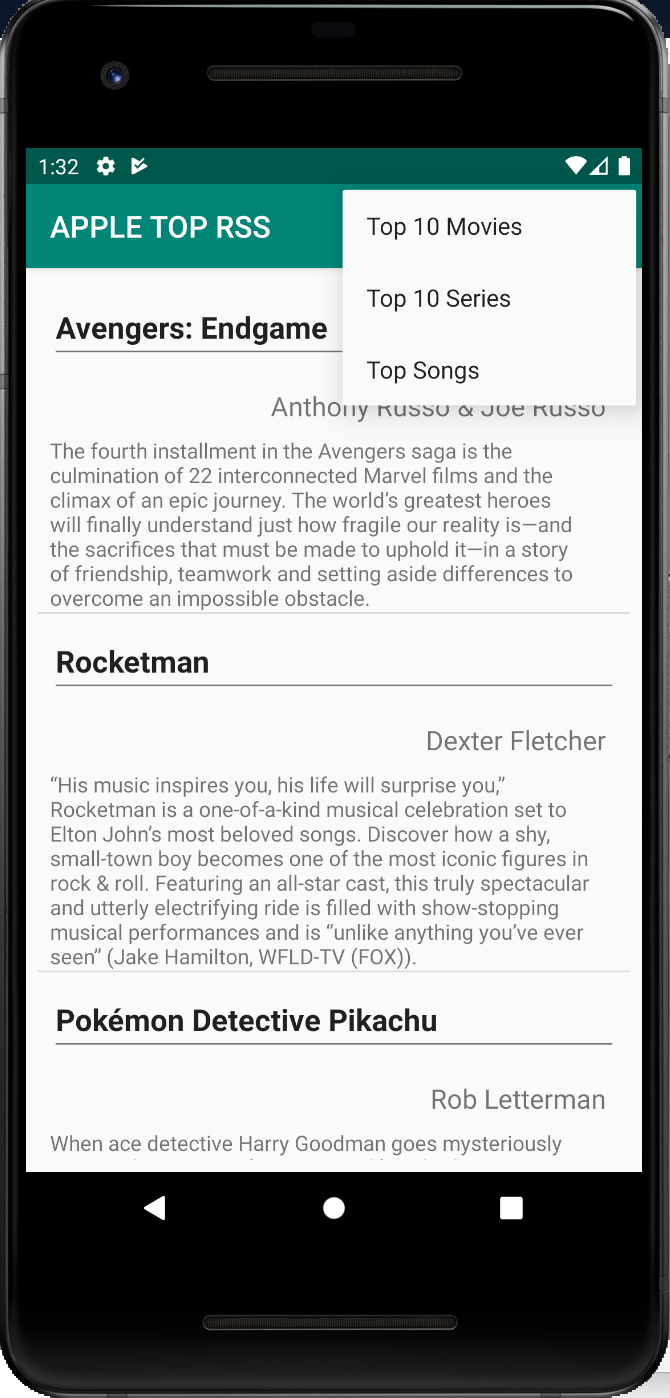 1:32
APPLE TOP RSS
Top 10 Movies
Top 10 Series
Top Songs
Avengers: Endgame
Anthony Russo & Joe Russo
The fourth installment in the Avengers saga is the
culmination of 22 interconnected Marvel films and the
climax of an epic journey. The world’s greatest heroes
will finally understand just how fragile our reality is—and
the sacrifices that must be made to uphold it—in a story
of friendship, teamwork and setting aside differences to
overcome an impossible obstacle.
Rocketman
Dexter Fletcher
“His music inspires you, his life will surprise you,”
Rocketman is a one-of-a-kind musical celebration set to
Elton John’s most beloved songs. Discover how a shy,
small-town boy becomes one of the most iconic figures in
rock & roll. Featuring an all-star cast, this truly spectacular
and utterly electrifying ride is filled with show-stopping
musical performances and is “unlike anything you’ve ever
seen” (Jake Hamilton, WFLD-TV (FOX)).
Pokémon Detective Pikachu
Rob Letterman
When ace detective Harry Goodman goes mysteriously